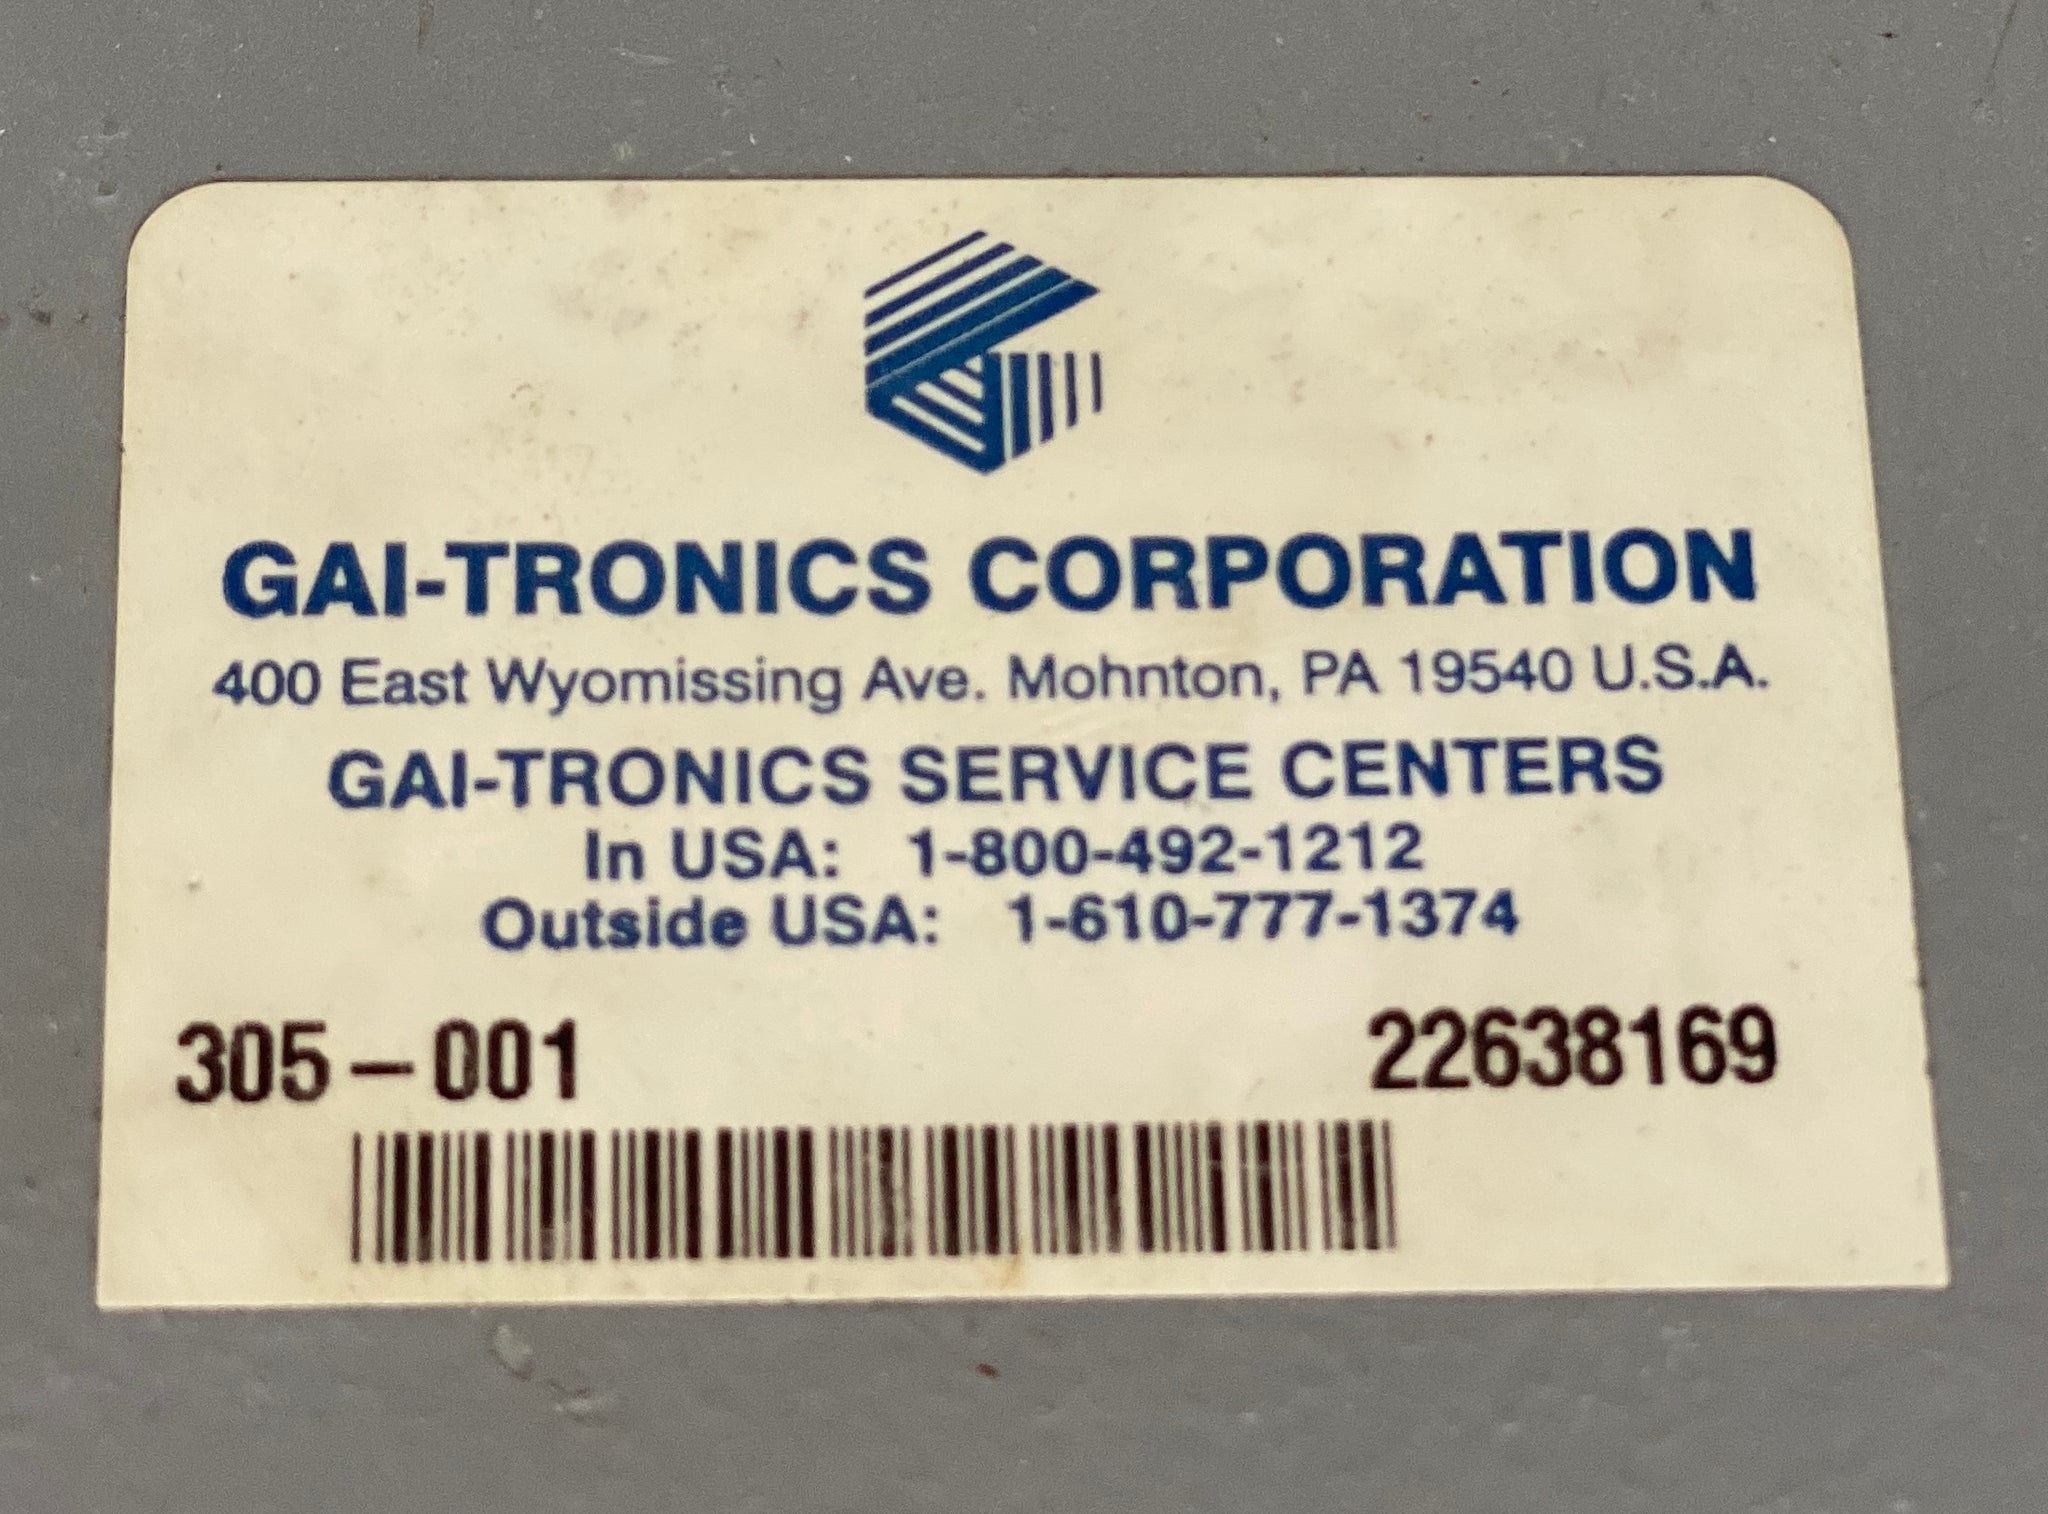 GAI-TRONICS CORPORATION
400 East Wyomissing Ave. Mohnton, PA 19540 U.S.A.
GAI-TRONICS SERVICE CENTERS
In USA: 1-800-492-1212
Outside USA: 1-610-777-1374
305-001 22638169